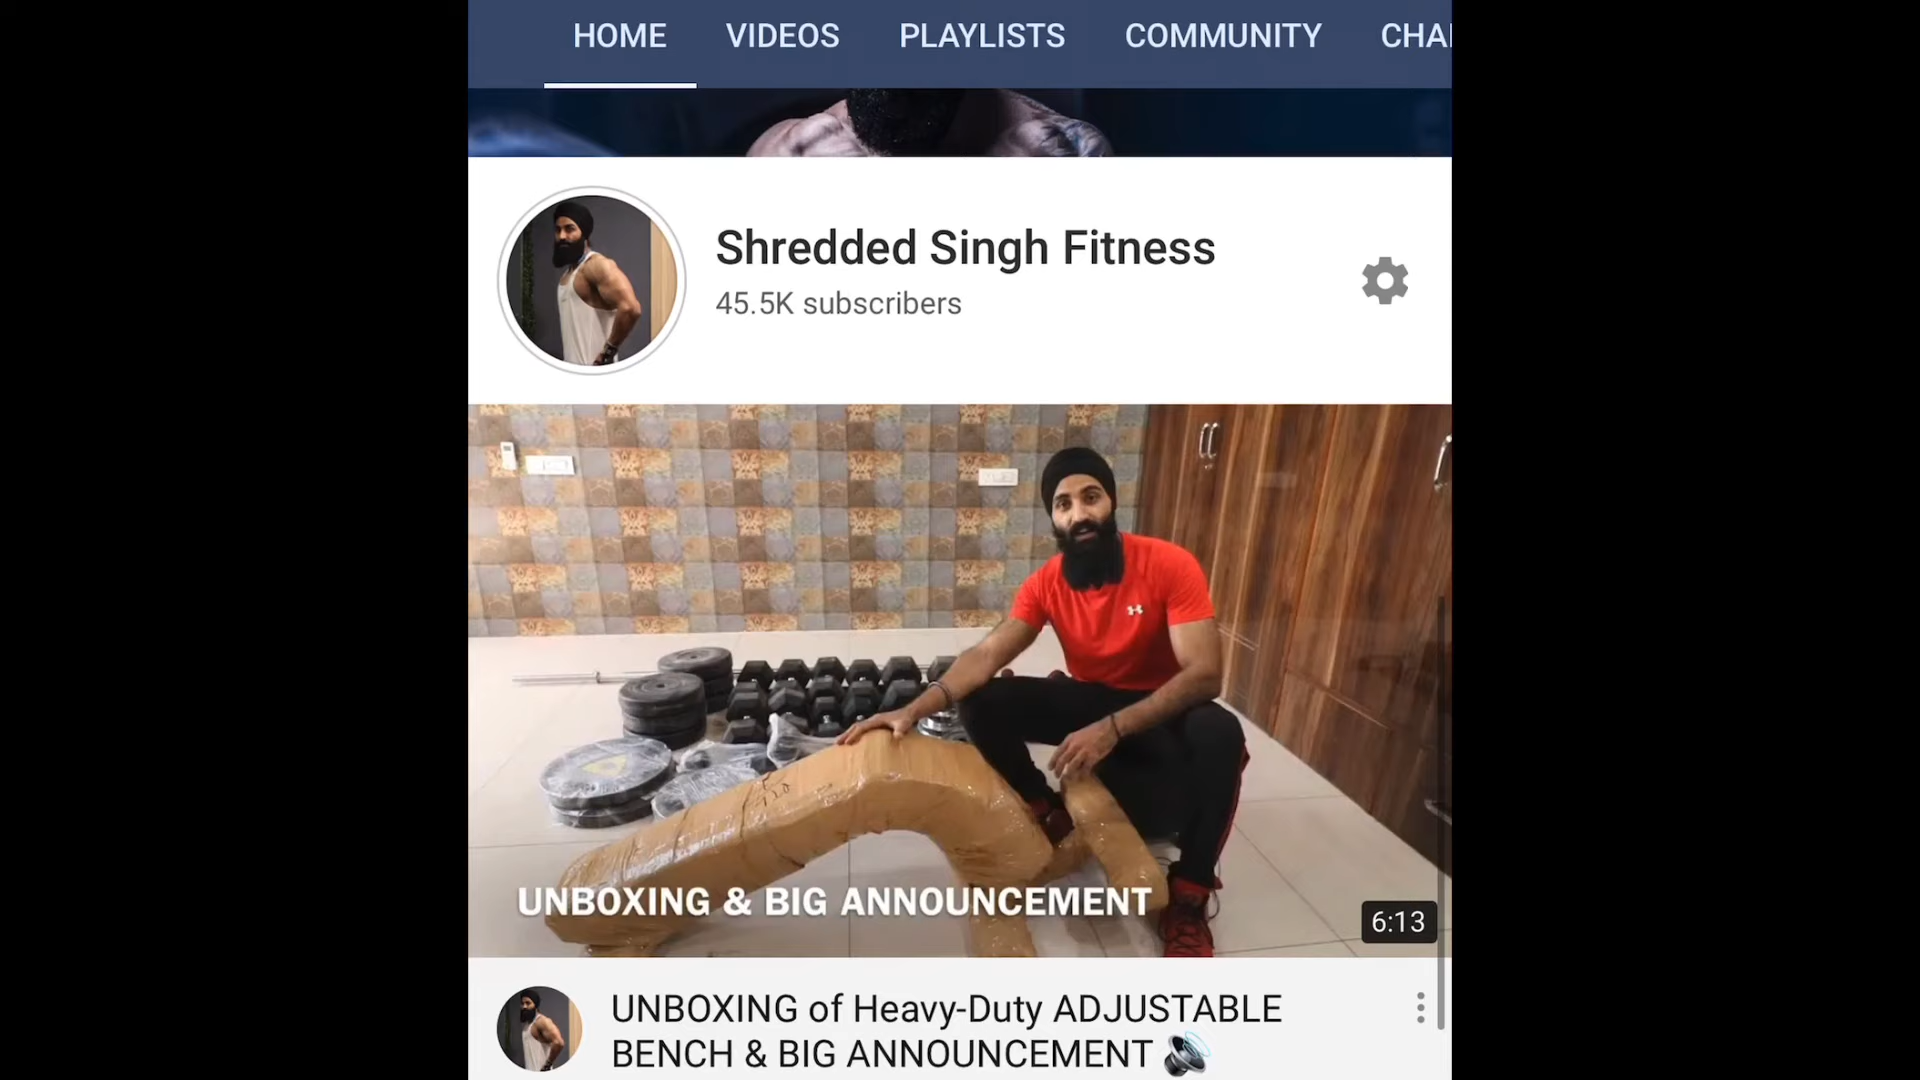 HOME VIDEOS PLAYLISTS COMMUNITY CHA
Shredded Singh Fitness
45.5K subscribers
UNBOXING & BIG ANNOUNCEMENT
6:13
UNBOXING of Heavy-Duty ADJUSTABLE
BENCH & BIG ANNOUNCEMENT 🔊